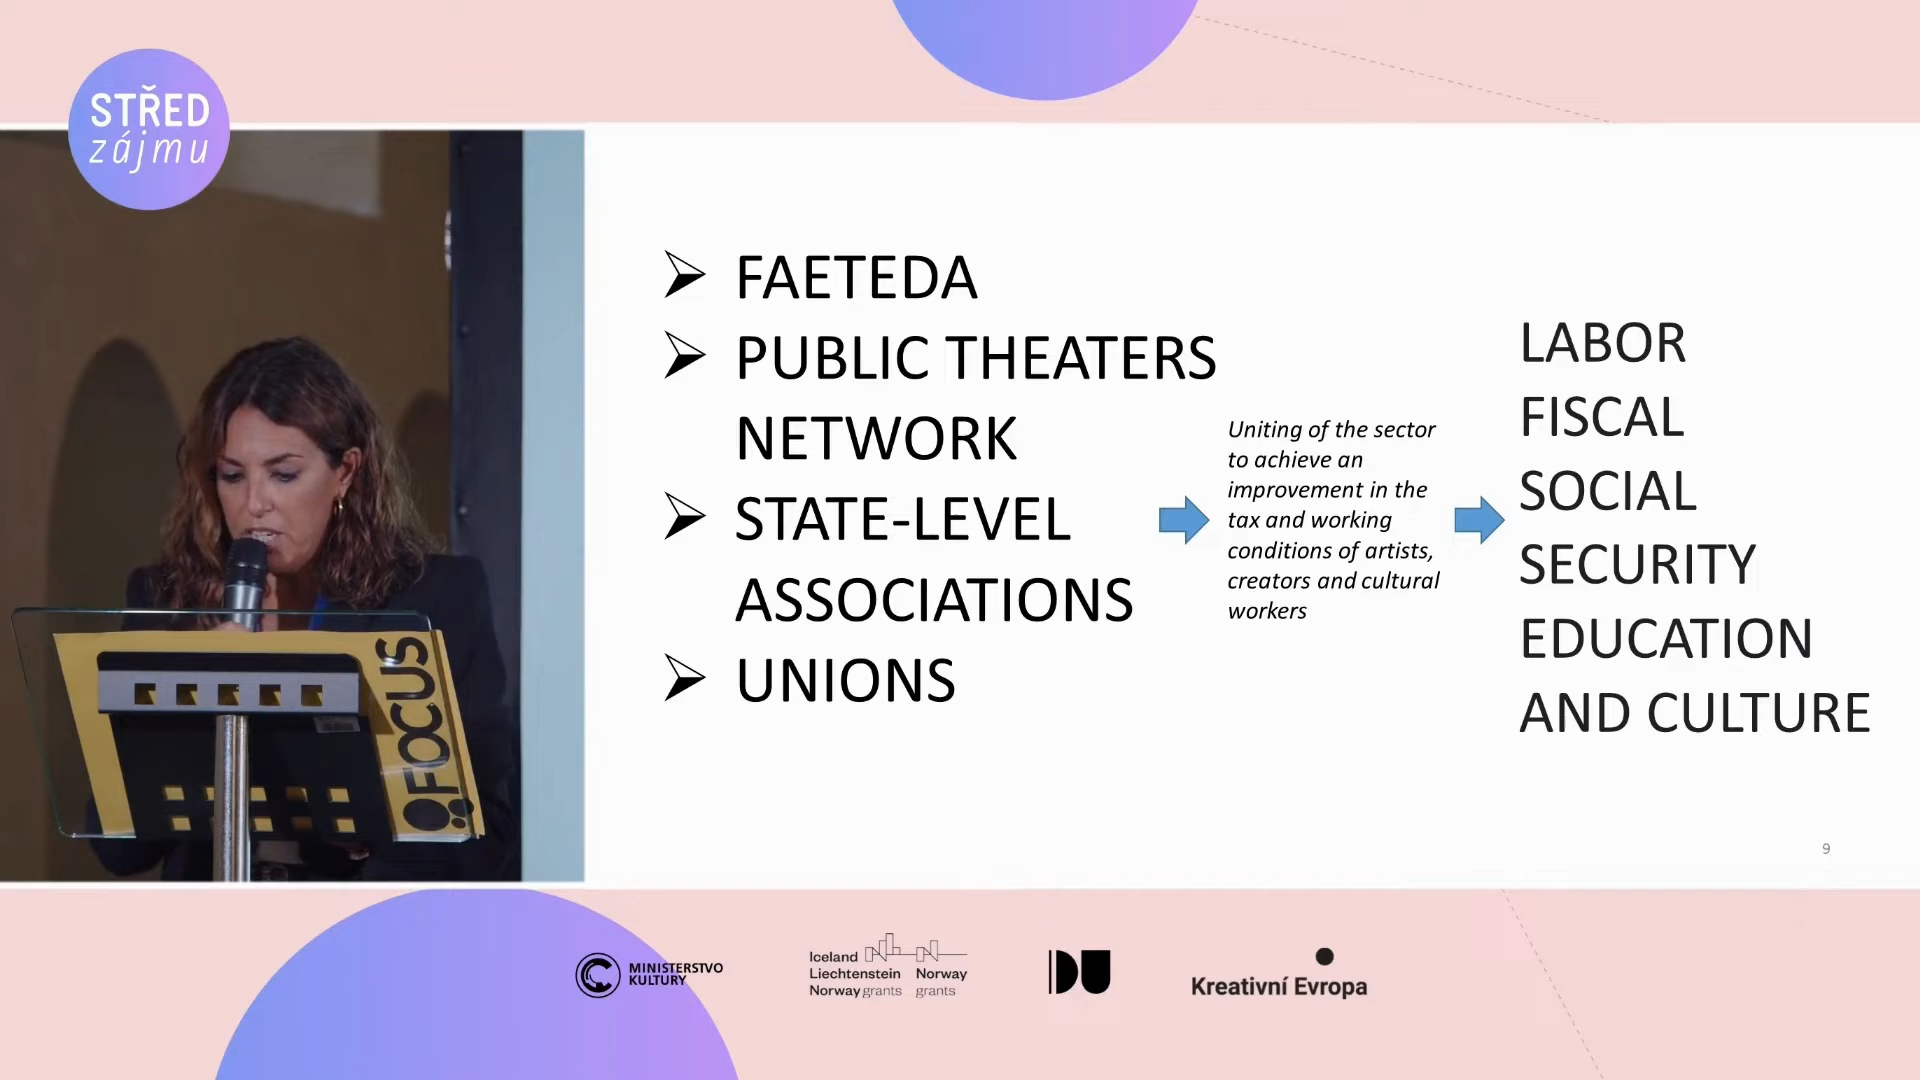 STŘED
zájmu
FAETEDA
PUBLIC THEATERS
NETWORK
STATE-LEVEL
ASSOCIATIONS
UNIONS
Uniting of the sector
to achieve an
improvement in the
tax and working
conditions of artists,
creators and cultural
workers
LABOR
FISCAL
SOCIAL
SECURITY
EDUCATION
AND CULTURE
9
FOCUS
MINISTERSTVO
KULTURY
Iceland
Liechtenstein
Norway grants
Norway
grants
DU
Kreativní Evropa